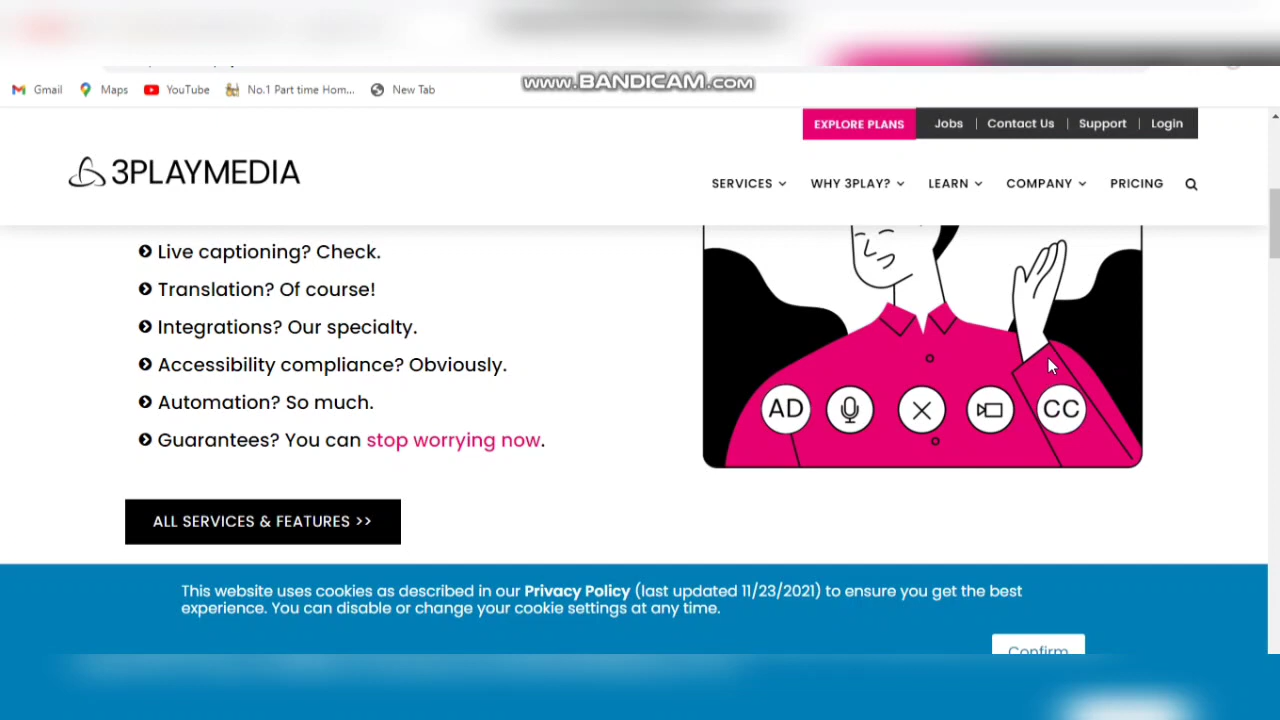 www.BANDICAM.com
Gmail Maps YouTube No.1 Part time Hom... New Tab
EXPLORE PLANS Jobs Contact Us Support Login
3PLAYMEDIA
SERVICES WHY 3PLAY? LEARN COMPANY PRICING
Live captioning? Check.
Translation? Of course!
Integrations? Our specialty.
Accessibility compliance? Obviously.
Automation? So much.
Guarantees? You can stop worrying now.
AD CC
ALL SERVICES & FEATURES >>
This website uses cookies as described in our Privacy Policy (last updated 11/23/2021) to ensure you get the best
experience. You can disable or change your cookie settings at any time.
Confirm